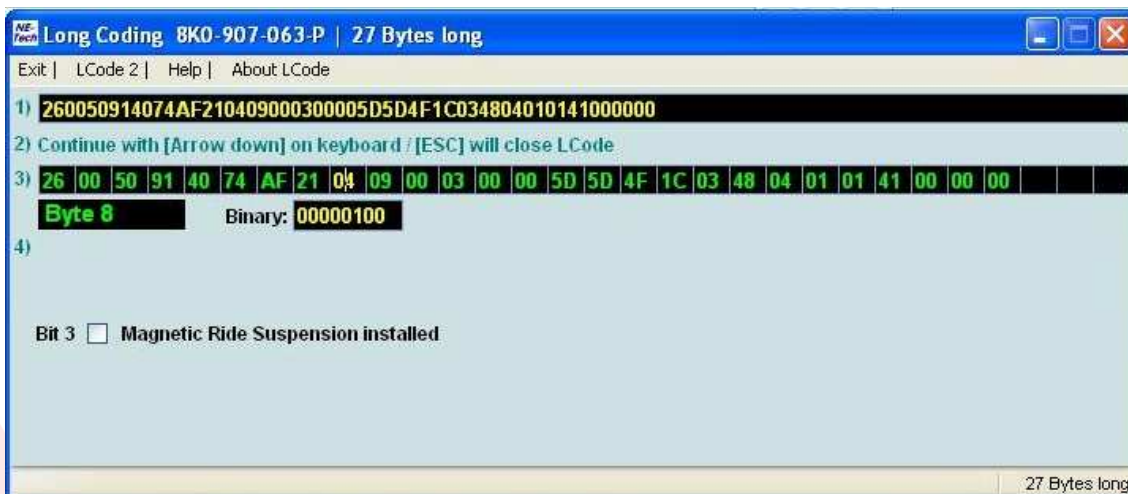 NE-Tech Long Coding 8K0-907-063-P | 27 Bytes long
Exit | LCode 2 | Help | About LCode
1) 260050914074AF210409000300005D5D4F1C034804010141000000
2) Continue with [Arrow down] on keyboard / [ESC] will close LCode
3) 26 00 50 91 40 74 AF 21 04 09 00 03 00 00 5D 5D 4F 1C 03 48 04 01 01 41 00 00 00
Byte 8 Binary: 00000100
4)
Bit 3 Magnetic Ride Suspension installed
27 Bytes long